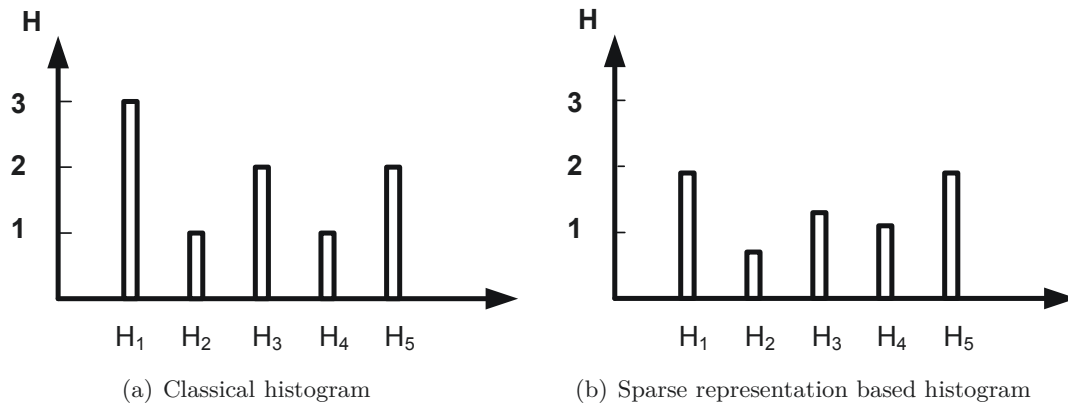 H
3
2
1
H₁ H₂ H₃ H₄ H₅
(a) Classical histogram
H
3
2
1
H₁ H₂ H₃ H₄ H₅
(b) Sparse representation based histogram